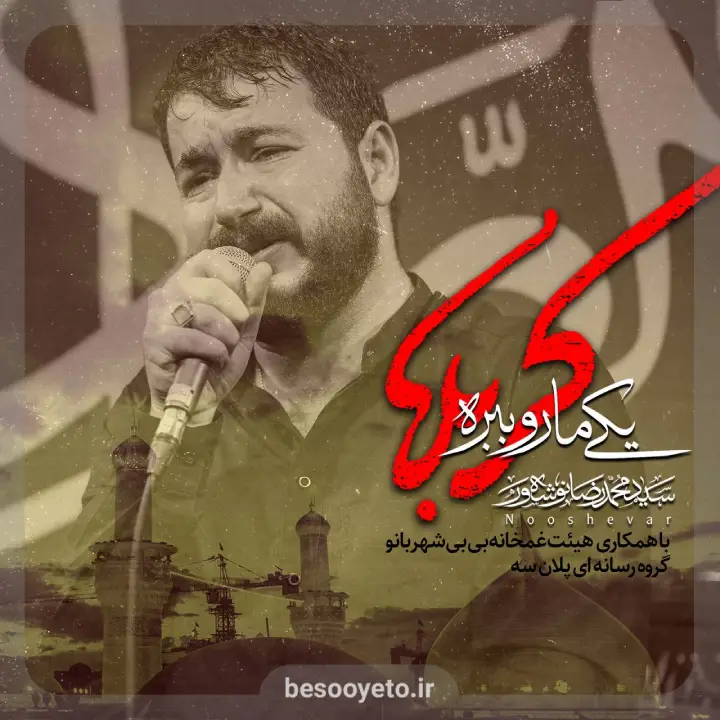 یکی مارو ببره
کربلا
سید محمدرضا نوشه ور
Nooshevar
با همکاری هیئت غمخانه بی بی شهربانو
گروه رسانه ای پلان سه
besooyeto.ir